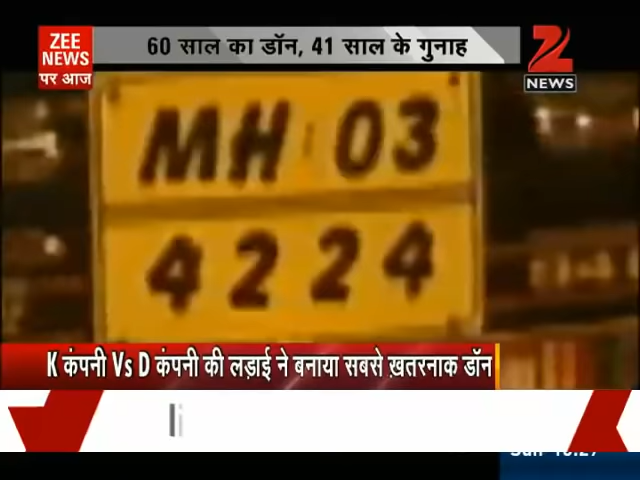 ZEE
NEWS
पर आज
60 साल का डॉन, 41 साल के गुनाह
NEWS
MH 03
4224
K कंपनी Vs D कंपनी की लड़ाई ने बनाया सबसे ख़तरनाक डॉन